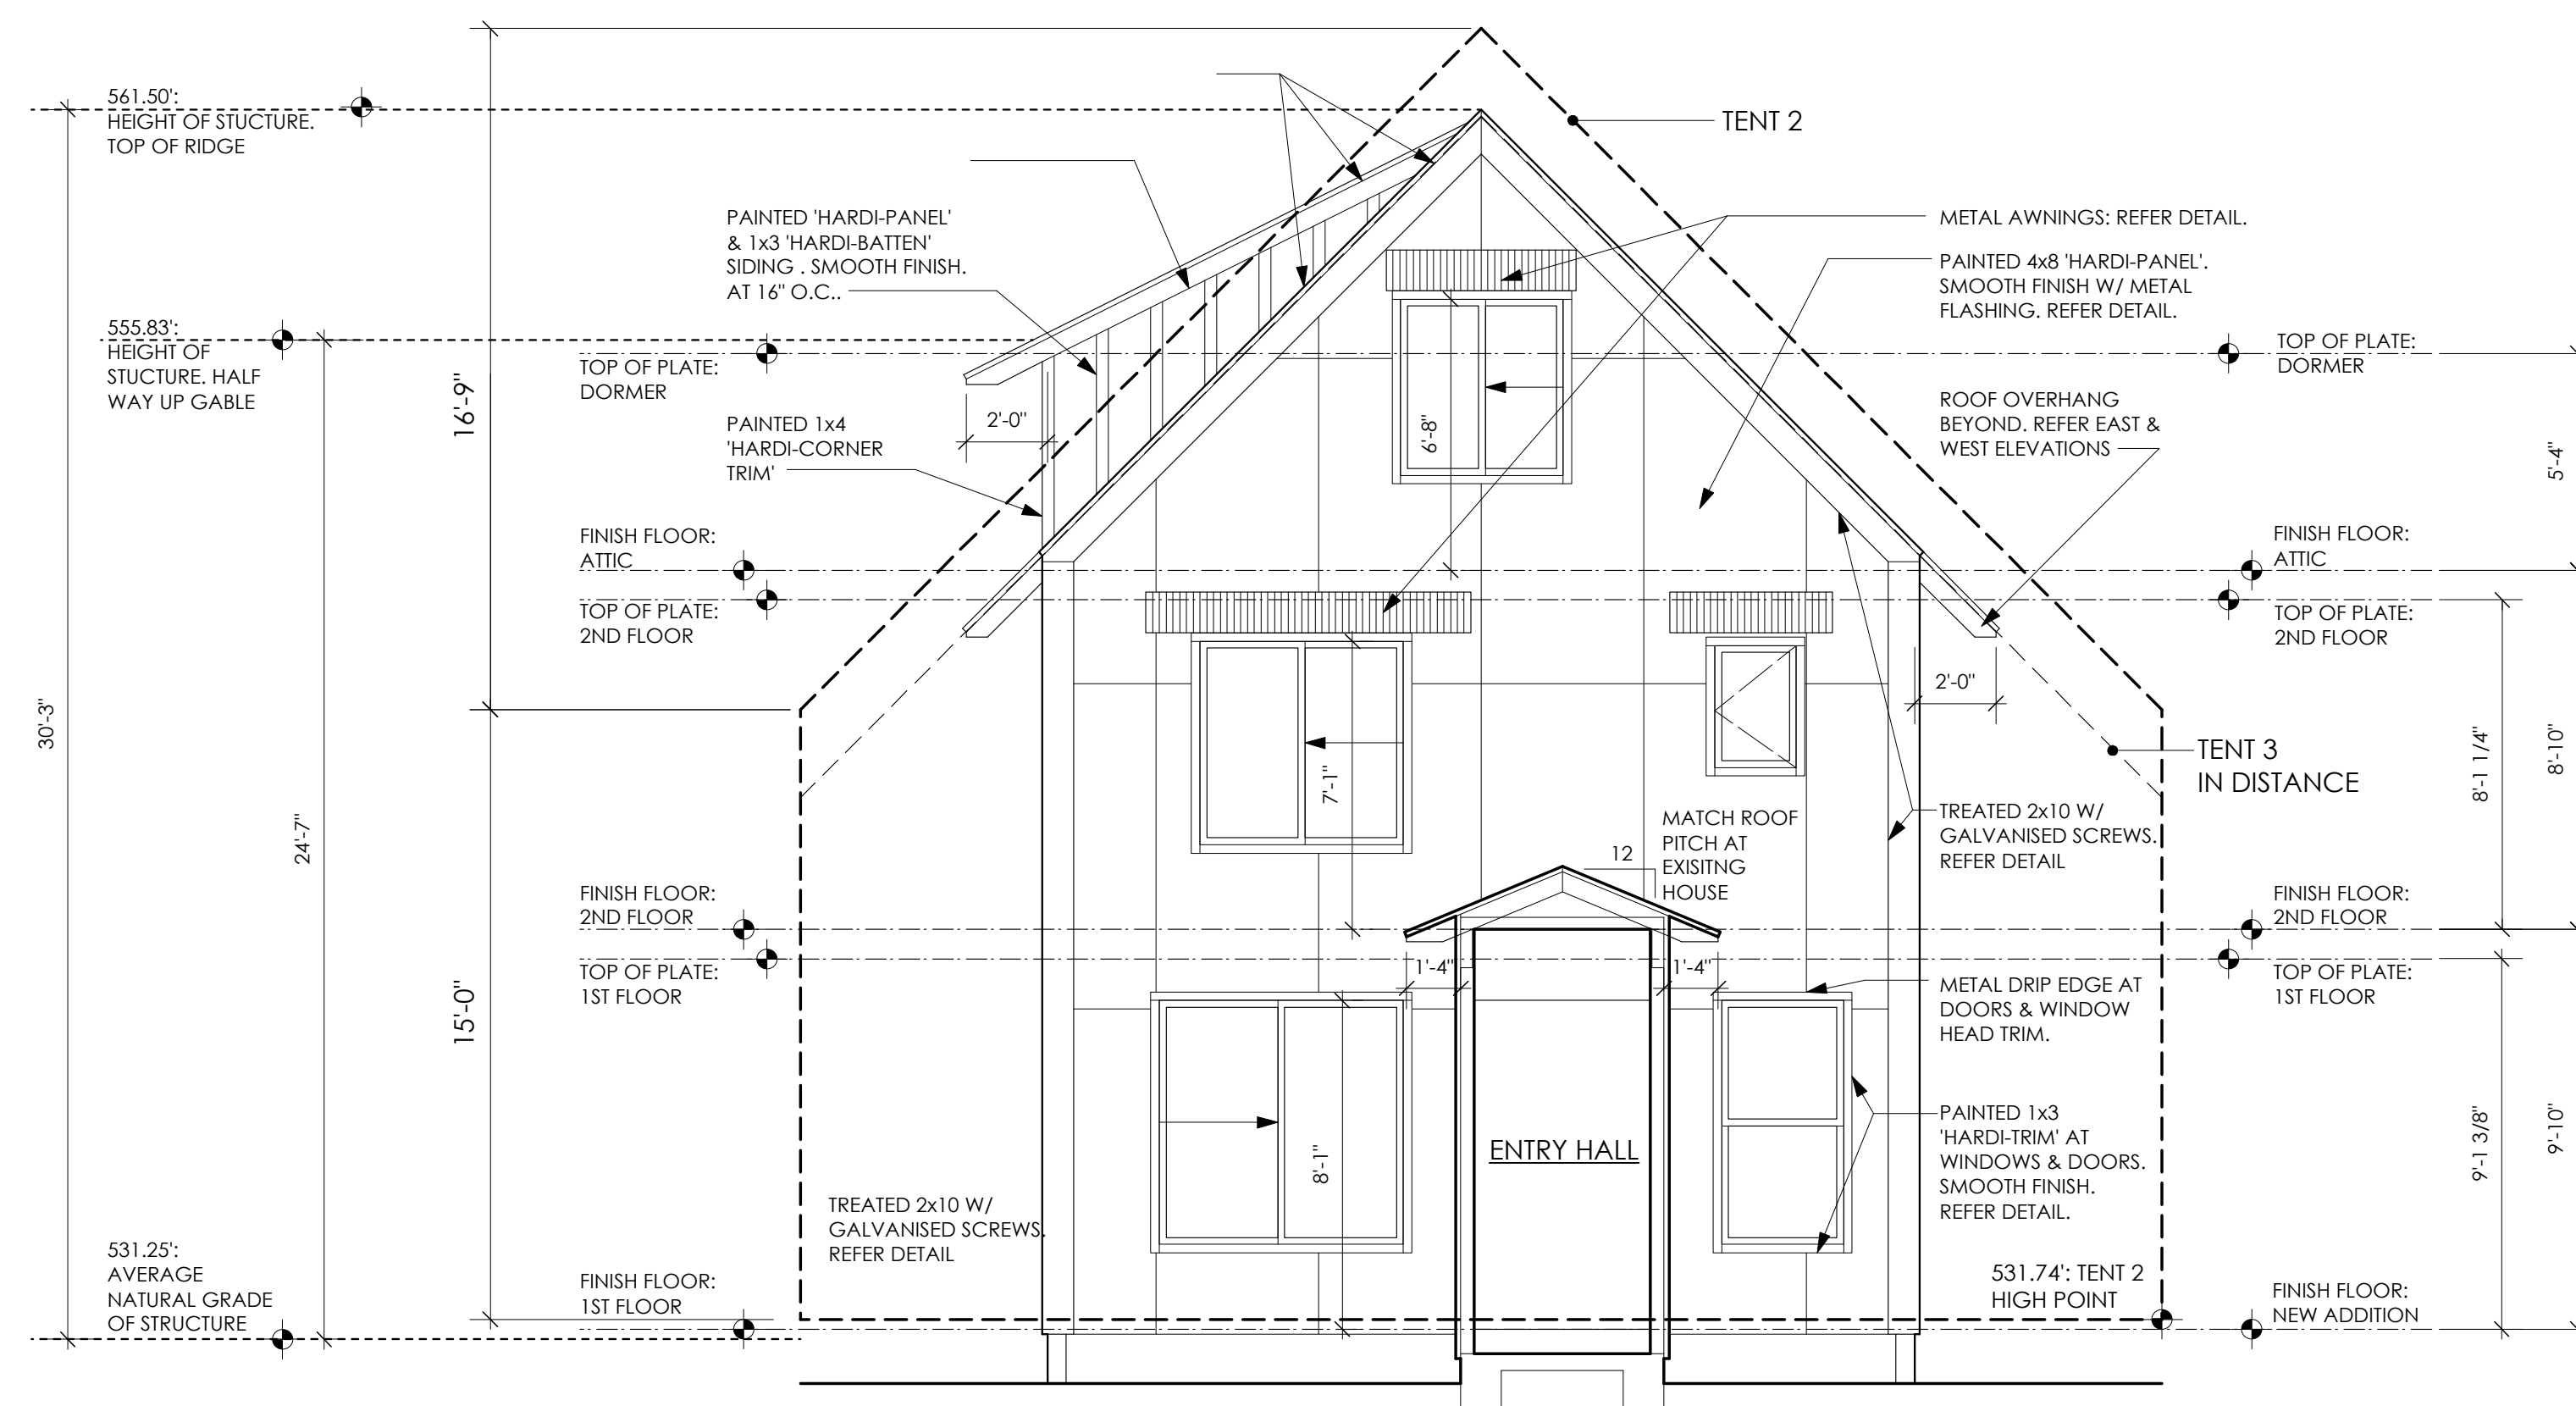 561.50':
HEIGHT OF STUCTURE.
TOP OF RIDGE
TENT 2
PAINTED 'HARDI-PANEL'
& 1x3 'HARDI-BATTEN'
SIDING . SMOOTH FINISH.
AT 16" O.C..
METAL AWNINGS: REFER DETAIL.
PAINTED 4x8 'HARDI-PANEL'.
SMOOTH FINISH W/ METAL
FLASHING. REFER DETAIL.
555.83':
HEIGHT OF
STUCTURE. HALF
WAY UP GABLE
TOP OF PLATE:
DORMER
TOP OF PLATE:
DORMER
16'-9"
2'-0"
6'-8"
PAINTED 1x4
'HARDI-CORNER
TRIM'
ROOF OVERHANG
BEYOND. REFER EAST &
WEST ELEVATIONS
5'-4"
FINISH FLOOR:
ATTIC
FINISH FLOOR:
ATTIC
TOP OF PLATE:
2ND FLOOR
TOP OF PLATE:
2ND FLOOR
2'-0"
30'-3"
24'-7"
7'-1"
TENT 3
IN DISTANCE
8'-1 1/4"
8'-10"
MATCH ROOF
PITCH AT
EXISITNG
HOUSE
12
TREATED 2x10 W/
GALVANISED SCREWS.
REFER DETAIL
FINISH FLOOR:
2ND FLOOR
FINISH FLOOR:
2ND FLOOR
TOP OF PLATE:
1ST FLOOR
1'-4"
1'-4"
TOP OF PLATE:
1ST FLOOR
15'-0"
METAL DRIP EDGE AT
DOORS & WINDOW
HEAD TRIM.
8'-1"
ENTRY HALL
PAINTED 1x3
'HARDI-TRIM' AT
WINDOWS & DOORS.
SMOOTH FINISH.
REFER DETAIL.
9'-1 3/8"
9'-10"
TREATED 2x10 W/
GALVANISED SCREWS.
REFER DETAIL
531.25':
AVERAGE
NATURAL GRADE
OF STRUCTURE
FINISH FLOOR:
1ST FLOOR
531.74': TENT 2
HIGH POINT
FINISH FLOOR:
NEW ADDITION